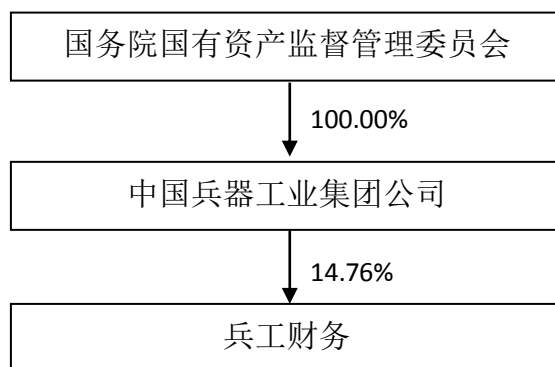 国务院国有资产监督管理委员会
100.00%
中国兵器工业集团公司
14.76%
兵工财务